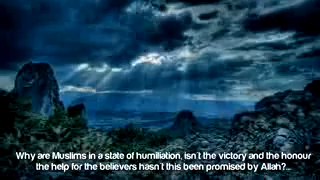 Why are Muslims in a state of humiliation, isn't the victory and the honour
the help for the believers hasn't this been promised by Allah?...